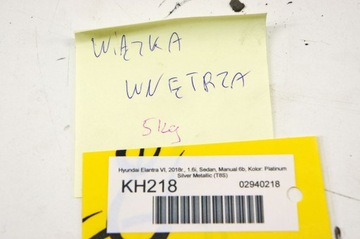 WIĄZKA
WNĘTRZA
5kg
Hyundai Elantra VI, 2018r., 1.6i, Sedan, Manual 6b, Kolor: Platinum
Silver Metallic (T8S)
KH218 02940218